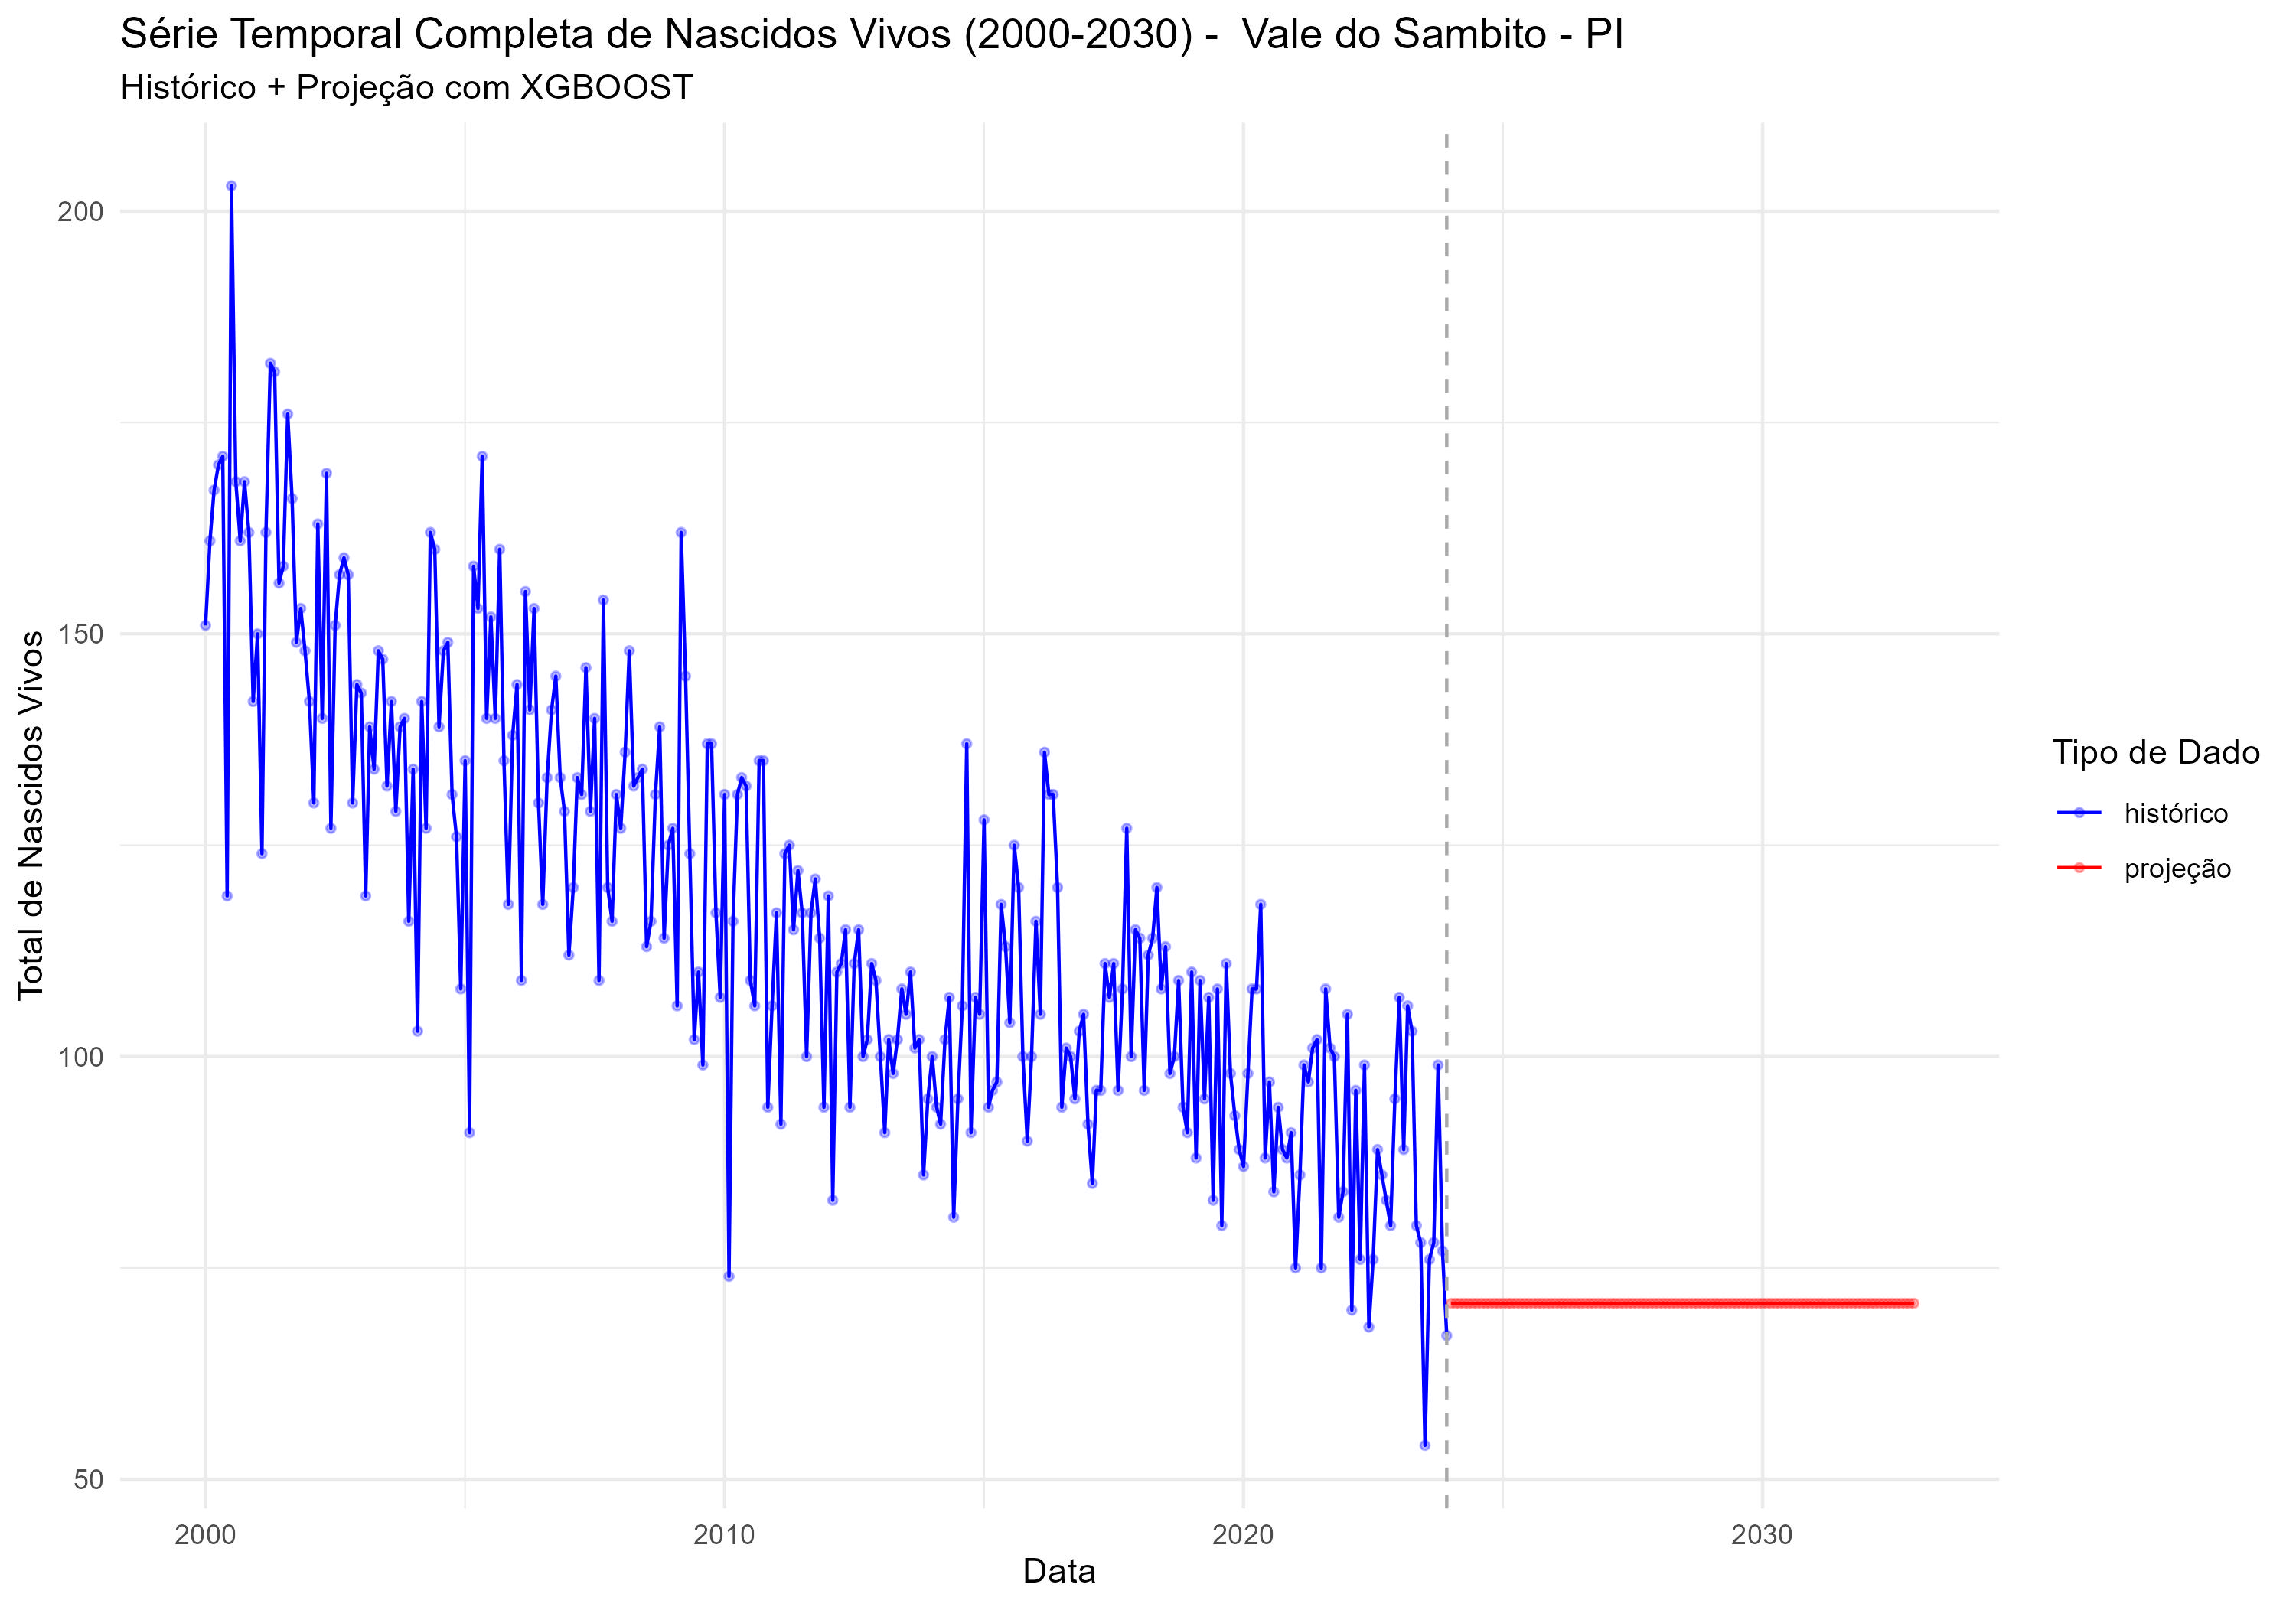 Série Temporal Completa de Nascidos Vivos (2000-2030) -  Vale do Sambito - PI
Histórico + Projeção com XGBOOST
Total de Nascidos Vivos
200
150
100
50
2000
2010
2020
2030
Data
Tipo de Dado
histórico
projeção